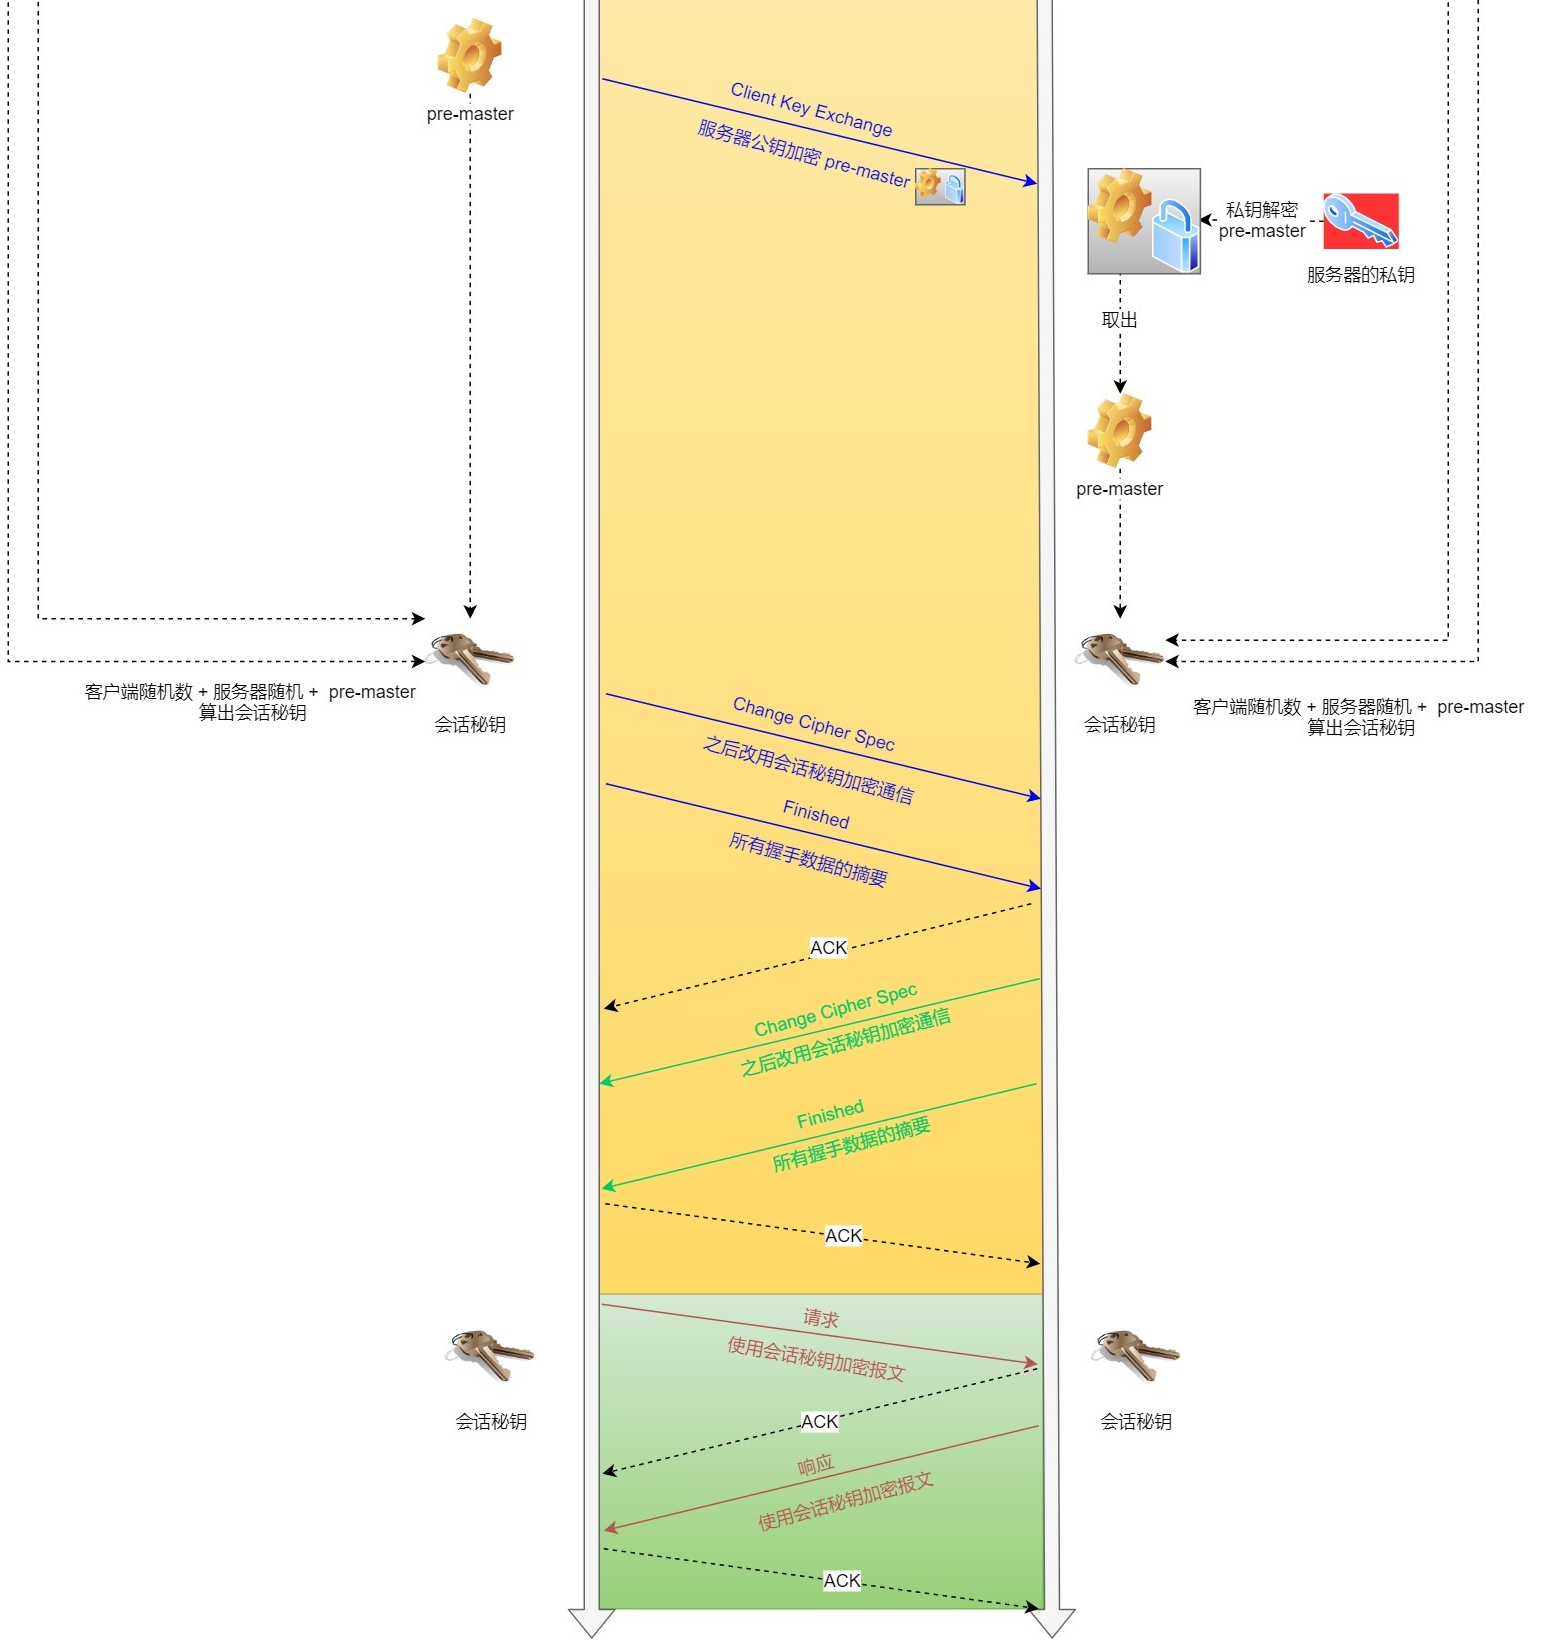 pre-master
Client Key Exchange
服务器公钥加密 pre-master
私钥解密
pre-master
服务器的私钥
取出
pre-master
客户端随机数 + 服务器随机 + pre-master
算出会话秘钥
会话秘钥
会话秘钥
客户端随机数 + 服务器随机 + pre-master
算出会话秘钥
Change Cipher Spec
之后改用会话秘钥加密通信
Finished
所有握手数据的摘要
ACK
Change Cipher Spec
之后改用会话秘钥加密通信
Finished
所有握手数据的摘要
ACK
请求
使用会话秘钥加密报文
会话秘钥
会话秘钥
ACK
响应
使用会话秘钥加密报文
ACK